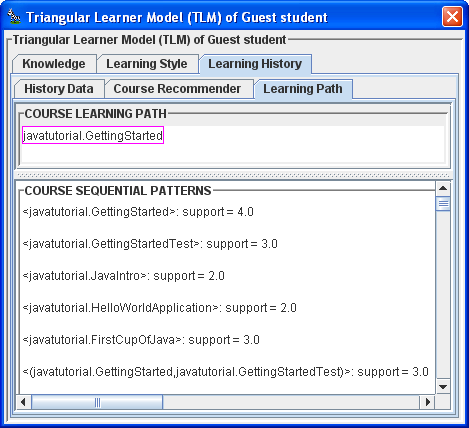 Triangular Learner Model (TLM) of Guest student
Triangular Learner Model (TLM) of Guest student
Knowledge Learning Style Learning History
History Data Course Recommender Learning Path
COURSE LEARNING PATH
javatutorial.GettingStarted
COURSE SEQUENTIAL PATTERNS
<javatutorial.GettingStarted>: support = 4.0
<javatutorial.GettingStartedTest>: support = 3.0
<javatutorial.JavaIntro>: support = 2.0
<javatutorial.HelloWorldApplication>: support = 2.0
<javatutorial.FirstCupOfJava>: support = 3.0
<(javatutorial.GettingStarted,javatutorial.GettingStartedTest)>: support = 3.0